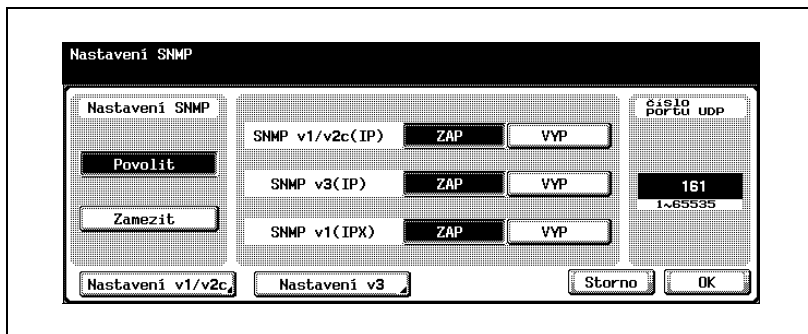 Nastavení SNMP
Nastavení SNMP
Povolit
Zamezit
SNMP v1/v2c(IP) ZAP VYP
SNMP v3(IP) ZAP VYP
SNMP v1(IPX) ZAP VYP
číslo
portu UDP
161
1~65535
Nastavení v1/v2c
Nastavení v3
Storno
OK